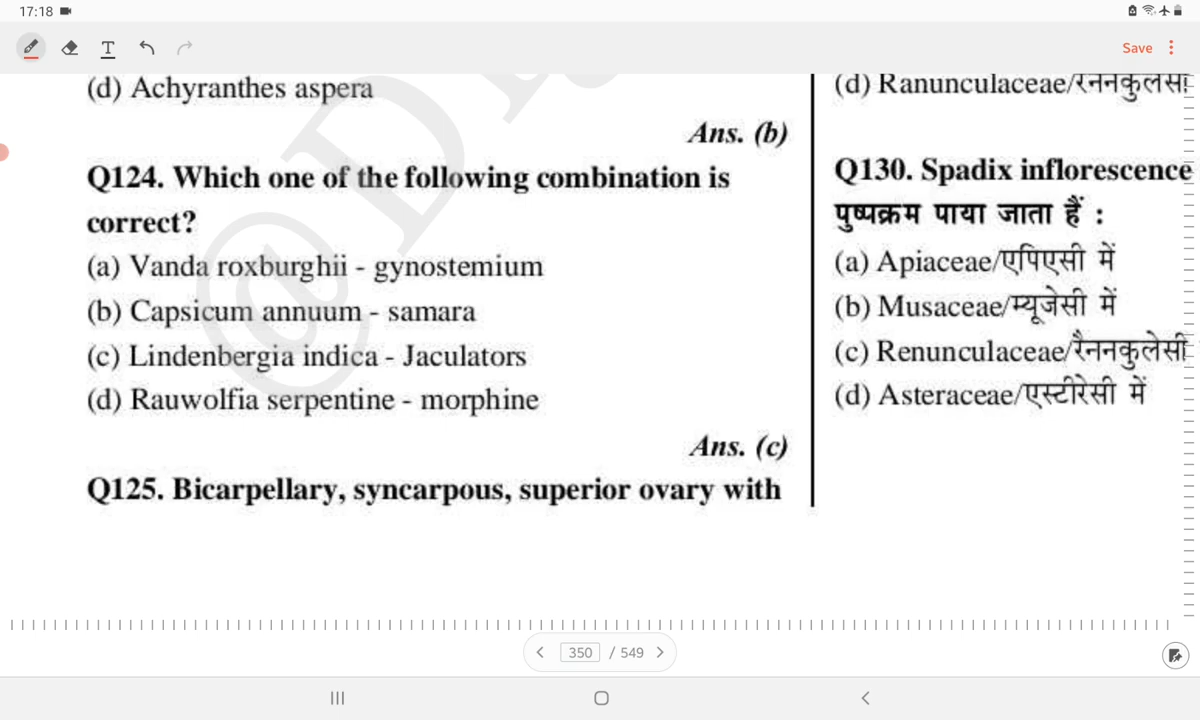 17:18
T
Save
(d) Achyranthes aspera
Ans. (b)
Q124. Which one of the following combination is
correct?
(a) Vanda roxburghii - gynostemium
(b) Capsicum annuum - samara
(c) Lindenbergia indica - Jaculators
(d) Rauwolfia serpentine - morphine
Ans. (c)
Q125. Bicarpellary, syncarpous, superior ovary with
(d) Ranunculaceae/
Q130. Spadix inflorescence
पुष्पक्रम पाया जाता हैं :
(a) Apiaceae/एपिएसी में
(b) Musaceae/म्यूजेसी में
(c) Renunculaceae/रैननकुलेसी
(d) Asteraceae/एस्टीरेसी में
350 / 549